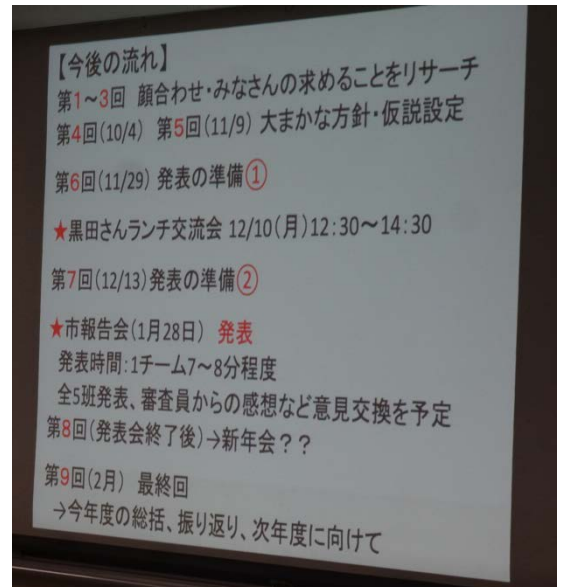 【今後の流れ】
第1~3回 顔合わせ・みなさんの求めることをリサーチ
第4回(10/4) 第5回(11/9) 大まかな方針・仮説設定
第6回(11/29) 発表の準備①
★黒田さんランチ交流会 12/10(月)12:30~14:30
第7回(12/13)発表の準備②
★市報告会(1月28日) 発表
発表時間:1チーム7~8分程度
全5班発表、審査員からの感想など意見交換を予定
第8回(発表会終了後)→新年会??
第9回(2月) 最終回
→今年度の総括、振り返り、次年度に向けて